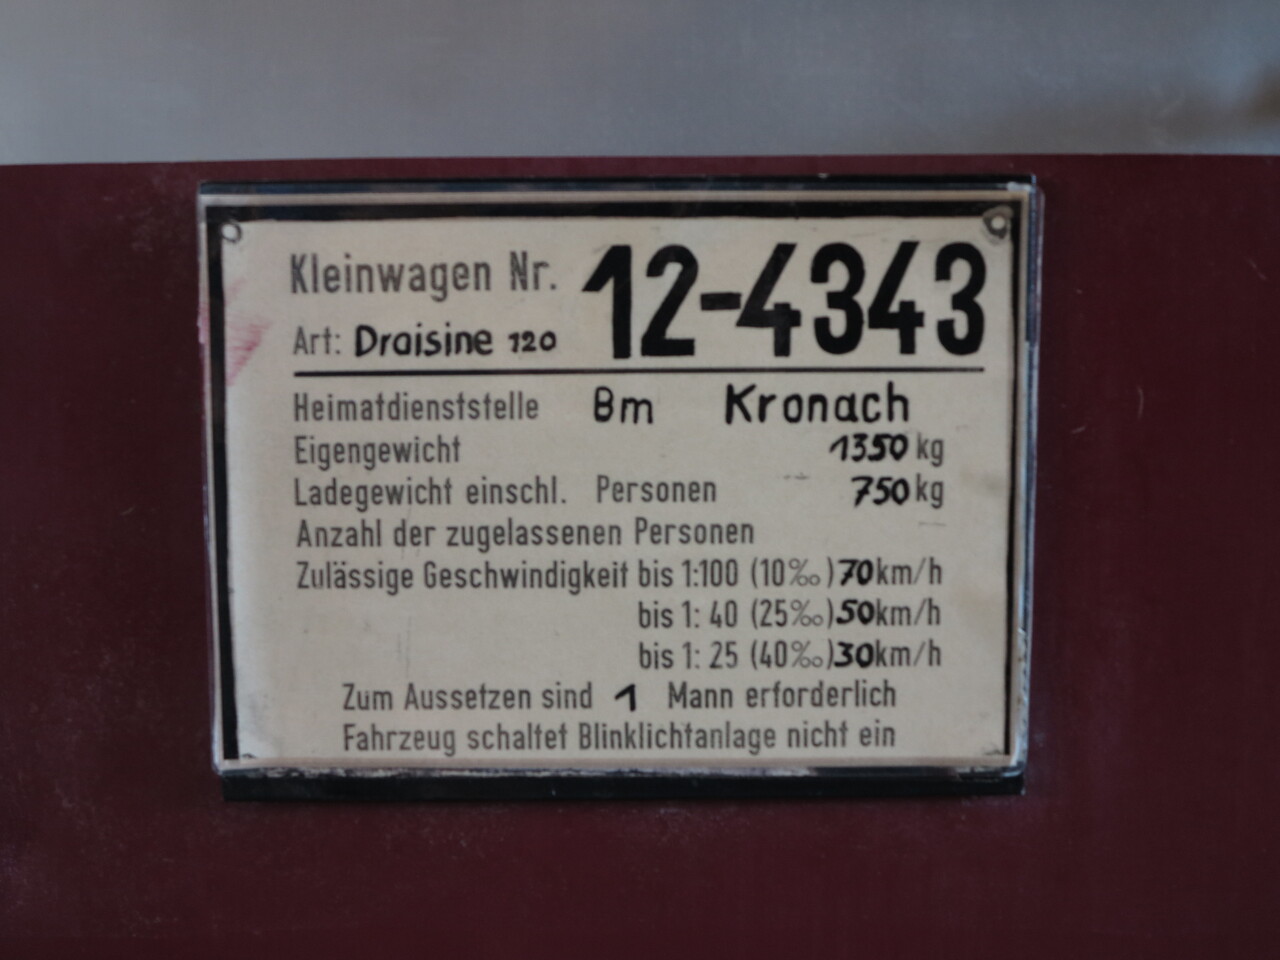 Kleinwagen Nr. 12-4343
Art: Draisine 120
Heimatdienststelle Bm Kronach
Eigengewicht 1350 kg
Ladegewicht einschl. Personen 750 kg
Anzahl der zugelassenen Personen
Zulässige Geschwindigkeit bis 1:100 (10‰) 70 km/h
bis 1: 40 (25‰) 50 km/h
bis 1: 25 (40‰) 30 km/h
Zum Aussetzen sind 1 Mann erforderlich
Fahrzeug schaltet Blinklichtanlage nicht ein